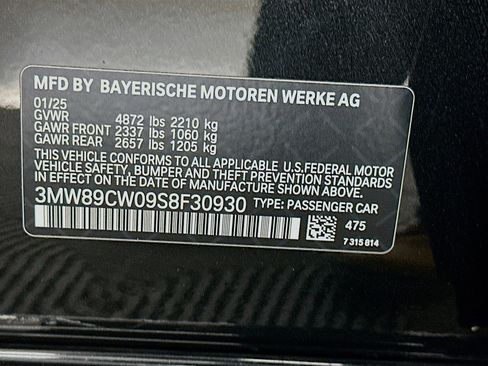 MFD BY BAYERISCHE MOTOREN WERKE AG
01/25
GVWR 4872 lbs 2210 kg
GAWR FRONT 2337 lbs 1060 kg
GAWR REAR 2657 lbs 1205 kg
THIS VEHICLE CONFORMS TO ALL APPLICABLE U.S. FEDERAL MOTOR
VEHICLE SAFETY, BUMPER AND THEFT PREVENTION STANDARDS
IN EFFECT ON THE DATE OF MANUFACTURE SHOWN ABOVE.
3MW89CW09S8F30930 TYPE: PASSENGER CAR
475
7 315 814